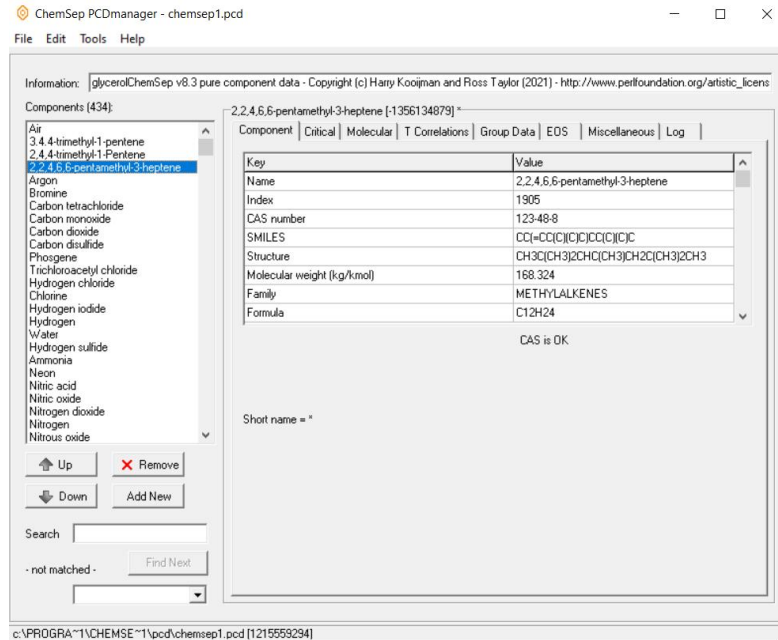 ChemSep PCDmanager - chemsep1.pcd
File Edit Tools Help
Information: glycerolChemSep v8.3 pure component data - Copyright (c) Harry Kooijman and Ross Taylor (2021) - http://www.perlfoundation.org/artistic_licens
Components (434):
Air
3.4.4-trimethyl-1-pentene
2,4,4-trimethyl-1-Pentene
2,2,4,6,6-pentamethyl-3-heptene
Argon
Bromine
Carbon tetrachloride
Carbon monoxide
Carbon dioxide
Carbon disulfide
Phosgene
Trichloroacetyl chloride
Hydrogen chloride
Chlorine
Hydrogen iodide
Hydrogen
Water
Hydrogen sulfide
Ammonia
Neon
Nitric acid
Nitric oxide
Nitrogen dioxide
Nitrogen
Nitrous oxide
Up
Remove
Down
Add New
Search
- not matched -
Find Next
2,2,4,6,6-pentamethyl-3-heptene [-1356134879] *
Component Critical Molecular T Correlations Group Data EOS Miscellaneous Log
Key Value
Name 2,2,4,6,6-pentamethyl-3-heptene
Index 1905
CAS number 123-48-8
SMILES CC(=CC(C)(C)C)CC(C)(C)C
Structure CH3C(CH3)2CHC(CH3)CH2C(CH3)2CH3
Molecular weight (kg/kmol) 168.324
Family METHYLALKENES
Formula C12H24
CAS is OK
Short name = "
c:\PROGRA~1\CHEMSE~1\pcd\chemsep1.pcd [1215559294]